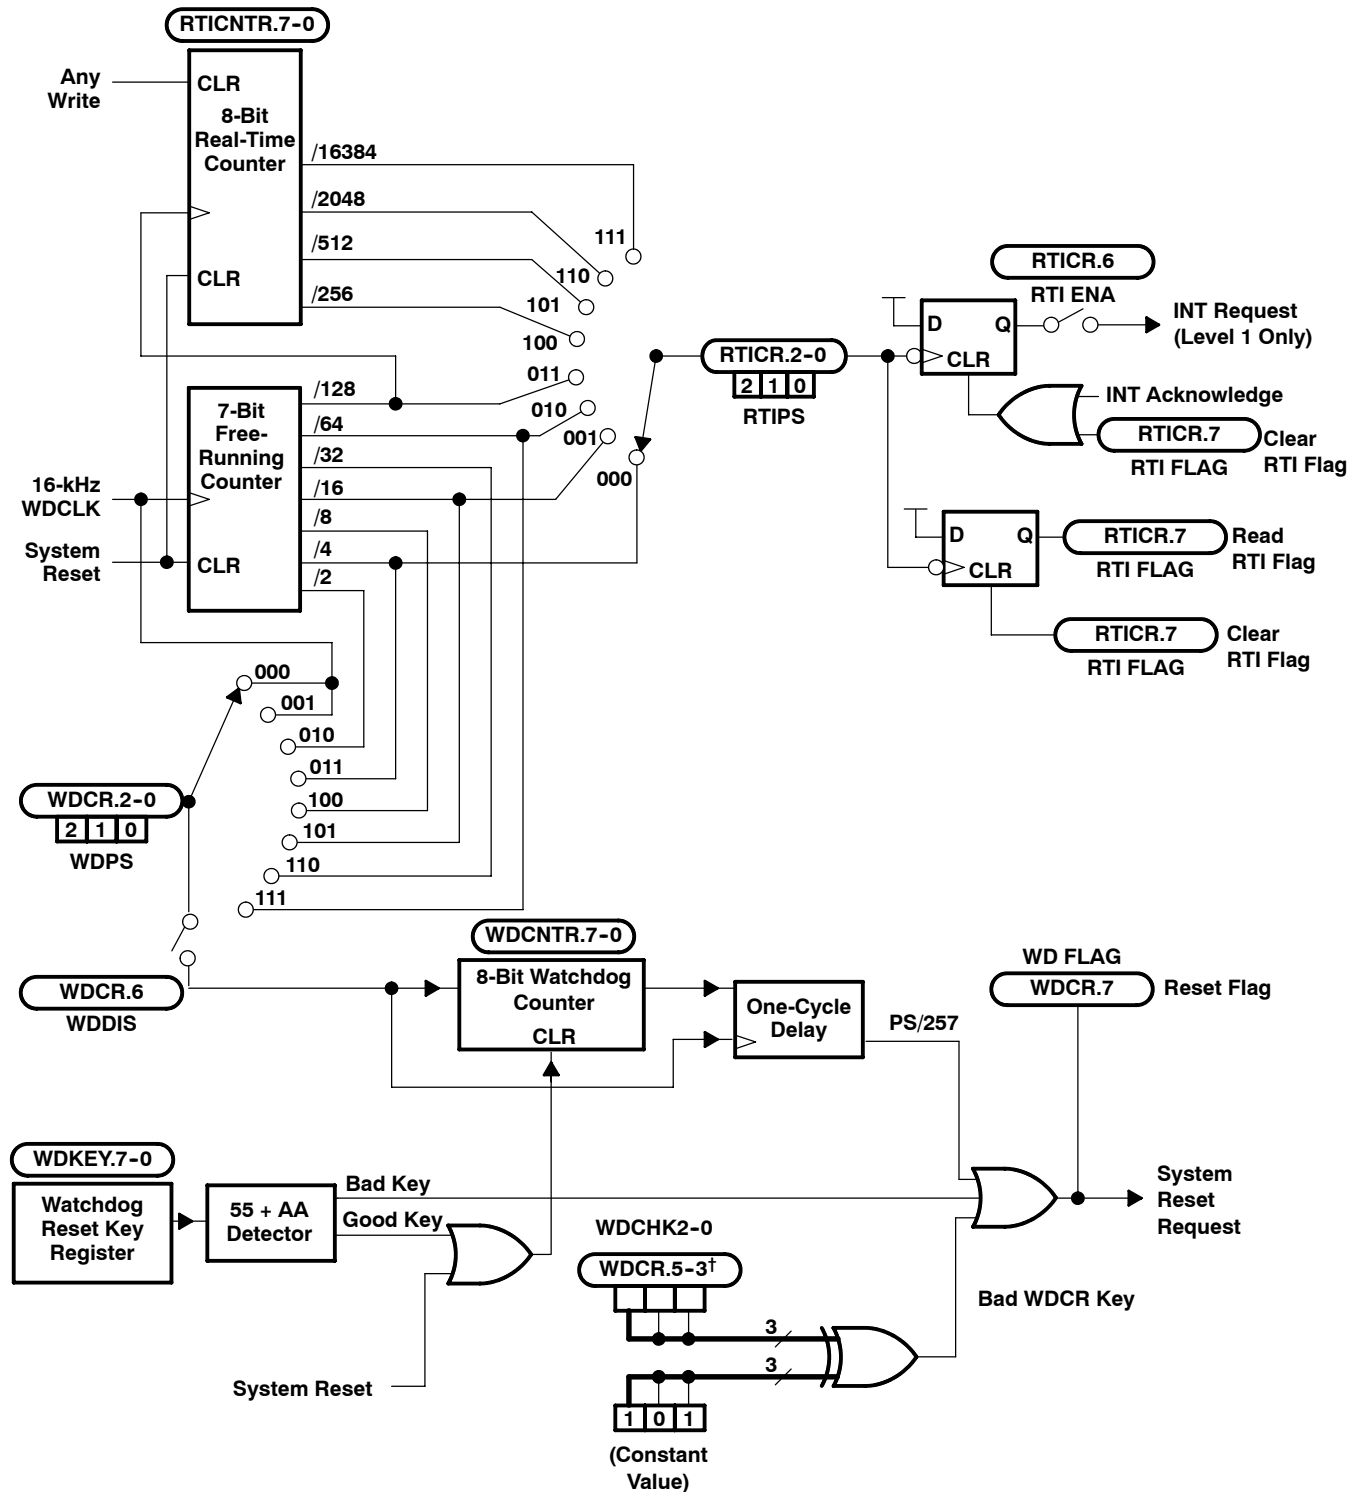 RTICNTR.7-0
Any
Write
CLR
8-Bit
Real-Time
Counter
CLR
/16384
/2048
/512
/256
111
110
101
100
011
010
001
000
7-Bit
Free-
Running
Counter
CLR
/128
/64
/32
/16
/8
/4
/2
16-kHz
WDCLK
System
Reset
RTICR.2-0
2 1 0
RTIPS
RTICR.6
RTI ENA
D
Q
CLR
INT Request
(Level 1 Only)
INT Acknowledge
RTICR.7
RTI FLAG
Clear
RTI Flag
D
Q
CLR
RTICR.7
RTI FLAG
Read
RTI Flag
RTICR.7
RTI FLAG
Clear
RTI Flag
000
001
010
011
100
101
110
111
WDCR.2-0
2 1 0
WDPS
WDCR.6
WDDIS
WDCNTR.7-0
8-Bit Watchdog
Counter
CLR
One-Cycle
Delay
PS/257
WD FLAG
WDCR.7
Reset Flag
WDKEY.7-0
Watchdog
Reset Key
Register
55 + AA
Detector
Bad Key
Good Key
System Reset
WDCHK2-0
WDCR.5-3†
3
3
1 0 1
(Constant
Value)
Bad WDCR Key
System
Reset
Request